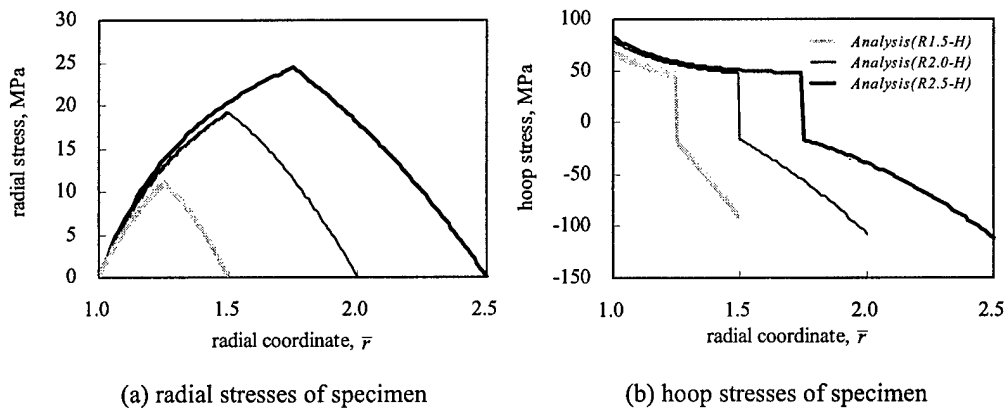 radial stress, MPa
30
25
20
15
10
5
0
1.0
1.5
2.0
2.5
radial coordinate, r̅
(a) radial stresses of specimen
hoop stress, MPa
100
50
0
-50
-100
-150
Analysis(R1.5-H)
Analysis(R2.0-H)
Analysis(R2.5-H)
1.0
1.5
2.0
2.5
radial coordinate, r̅
(b) hoop stresses of specimen